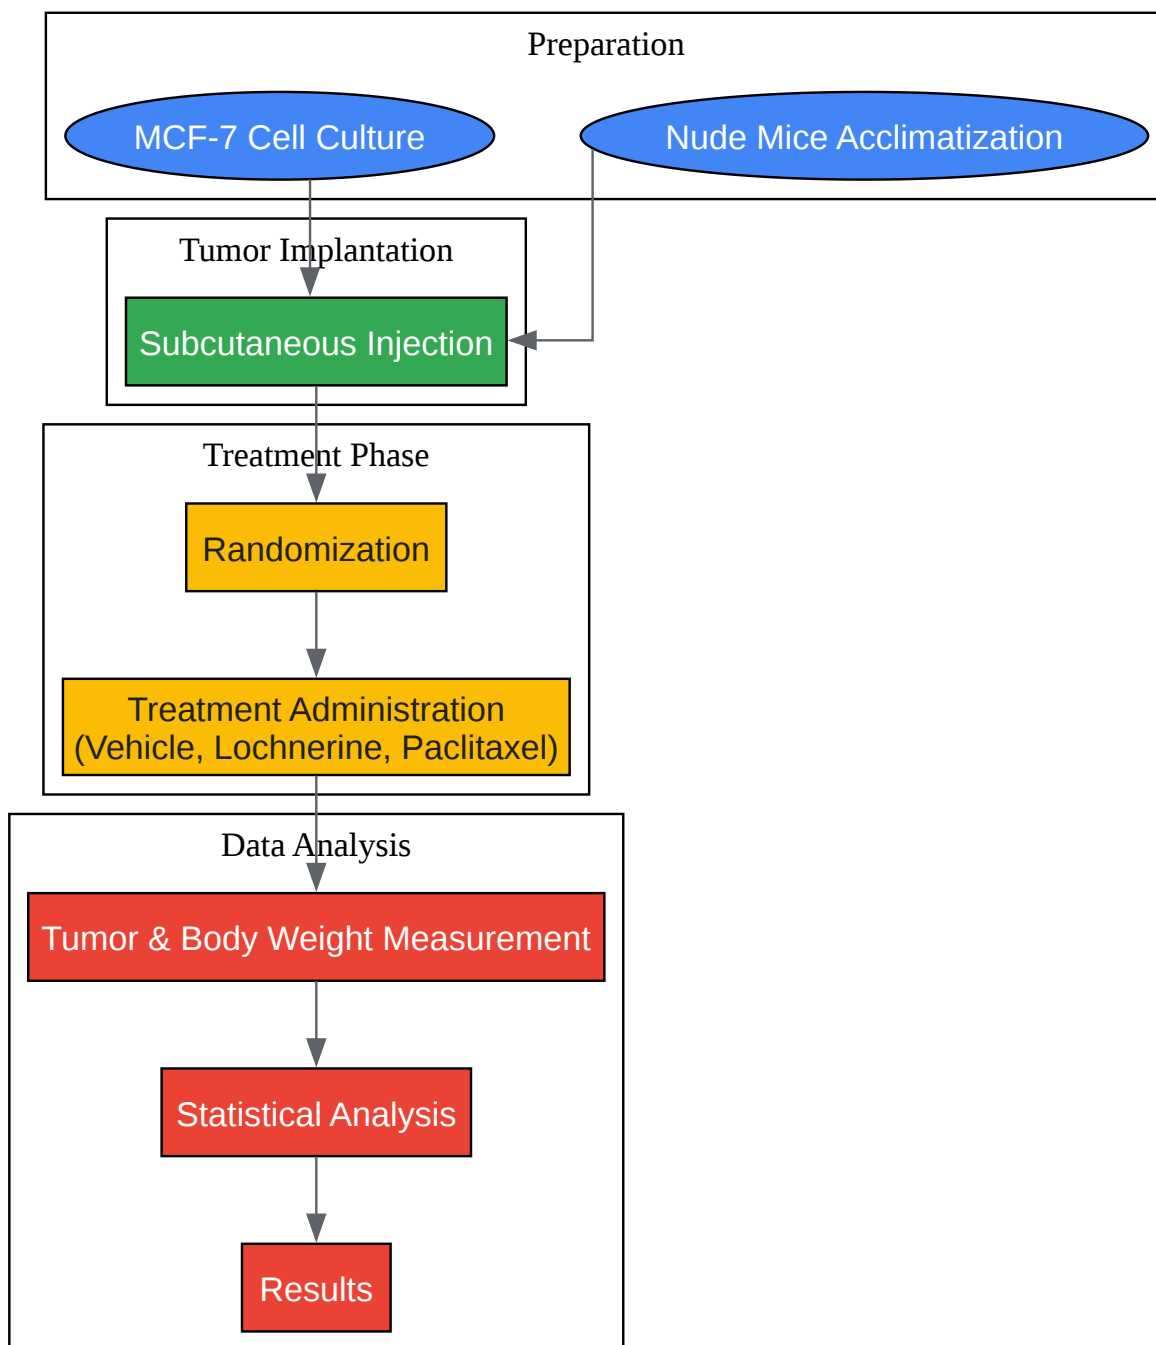 Preparation
MCF-7 Cell Culture
Nude Mice Acclimatization
Tumor Implantation
Subcutaneous Injection
Treatment Phase
Randomization
Treatment Administration
(Vehicle, Lochnerine, Paclitaxel)
Data Analysis
Tumor & Body Weight Measurement
Statistical Analysis
Results